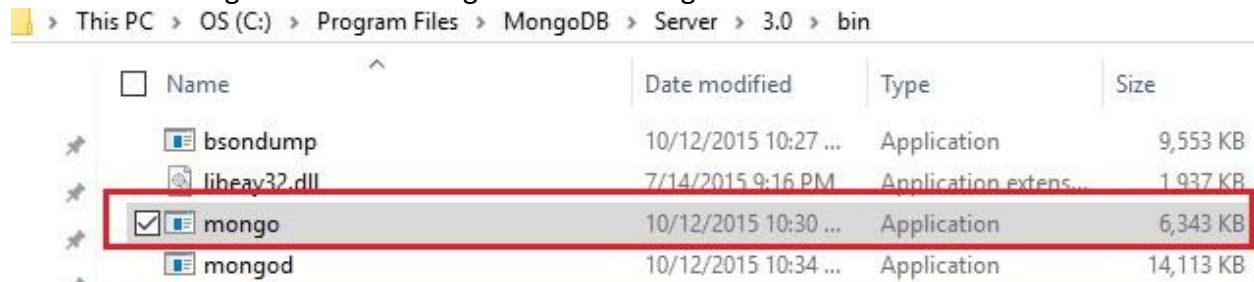 This PC > OS (C:) > Program Files > MongoDB > Server > 3.0 > bin
Name Date modified Type Size
bsondump 10/12/2015 10:27 ... Application 9,553 KB
libeay32.dll 7/14/2015 9:16 PM Application extens... 1,937 KB
mongo 10/12/2015 10:30 ... Application 6,343 KB
mongod 10/12/2015 10:34 ... Application 14,113 KB